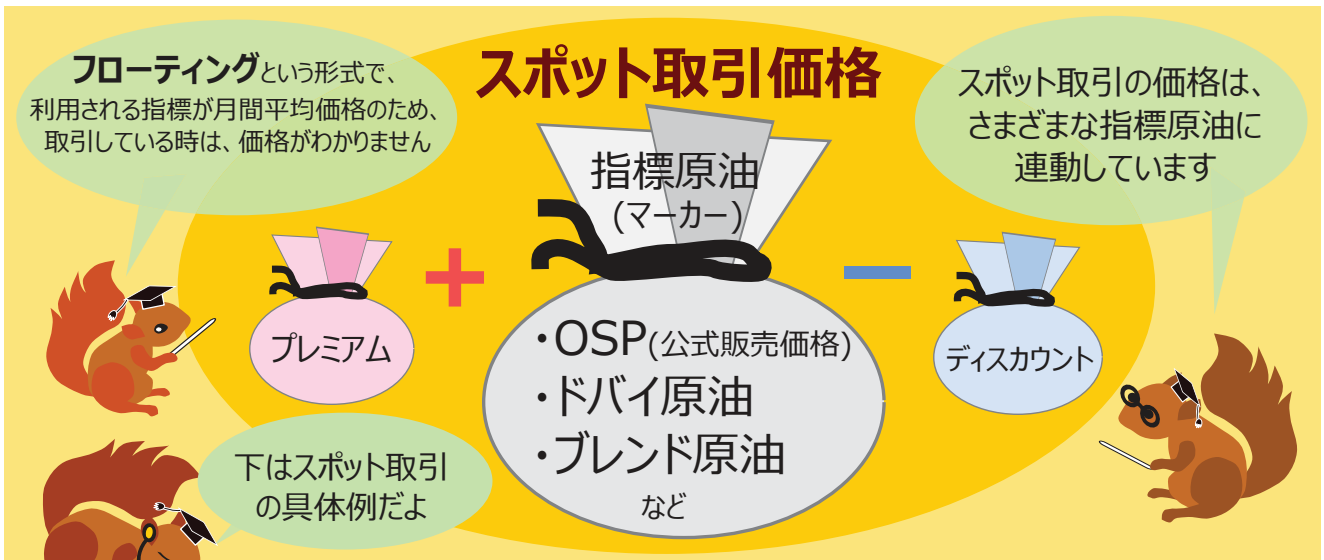 スポット取引価格
フローティングという形式で、
利用される指標が月間平均価格のため、
取引している時は、価格がわかりません
スポット取引の価格は、
さまざまな指標原油に
連動しています
指標原油
(マーカー)
プレミアム
+
・OSP(公式販売価格)
・ドバイ原油
・ブレンド原油
など
−
ディスカウント
下はスポット取引
の具体例だよ